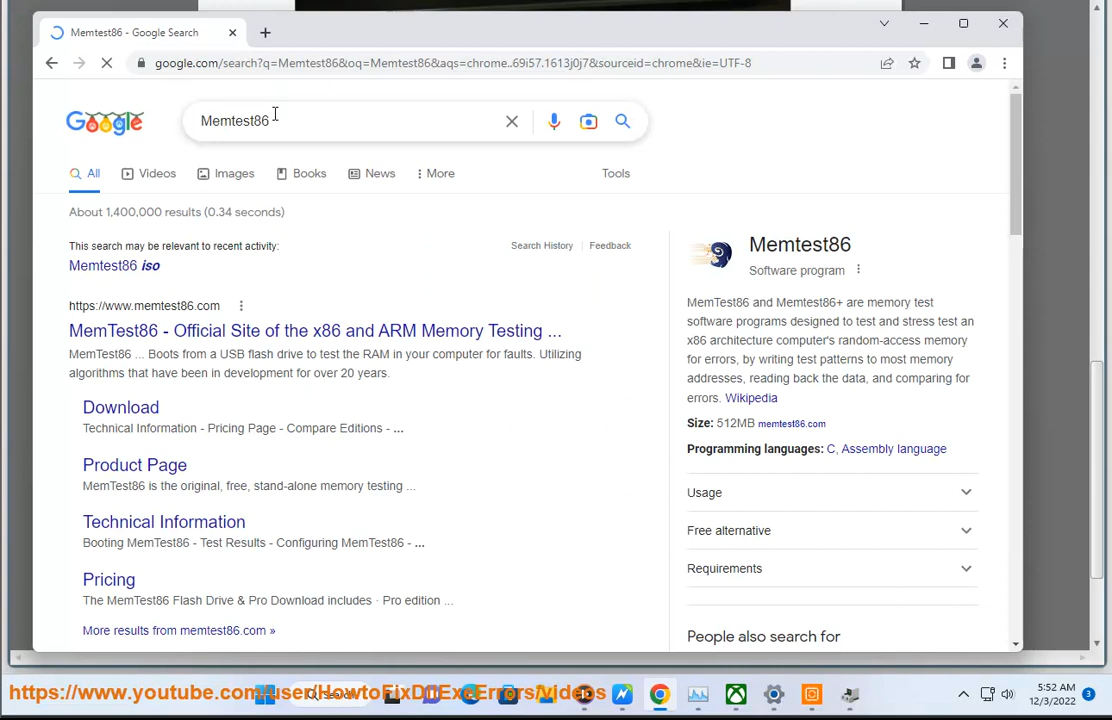 Memtest86 - Google Search
google.com/search?q=Memtest86&oq=Memtest86&aqs=chrome..69i57.1613j0j7&sourceid=chrome&ie=UTF-8
Google
Memtest86
All
Videos
Images
Books
News
More
Tools
About 1,400,000 results (0.34 seconds)
This search may be relevant to recent activity:
Search History
Feedback
Memtest86 iso
https://www.memtest86.com
MemTest86 - Official Site of the x86 and ARM Memory Testing ...
MemTest86 ... Boots from a USB flash drive to test the RAM in your computer for faults. Utilizing
algorithms that have been in development for over 20 years.
Download
Technical Information - Pricing Page - Compare Editions - ...
Product Page
MemTest86 is the original, free, stand-alone memory testing ...
Technical Information
Booting MemTest86 - Test Results - Configuring MemTest86 - ...
Pricing
The MemTest86 Flash Drive & Pro Download includes · Pro edition ...
More results from memtest86.com »
Memtest86
Software program
MemTest86 and Memtest86+ are memory test
software programs designed to test and stress test an
x86 architecture computer's random-access memory
for errors, by writing test patterns to most memory
addresses, reading back the data, and comparing for
errors. Wikipedia
Size: 512MB memtest86.com
Programming languages: C, Assembly language
Usage
Free alternative
Requirements
People also search for
https://www.youtube.com/user/HowtoFixDllExeErrors/videos
Search
5:52 AM
12/3/2022
3